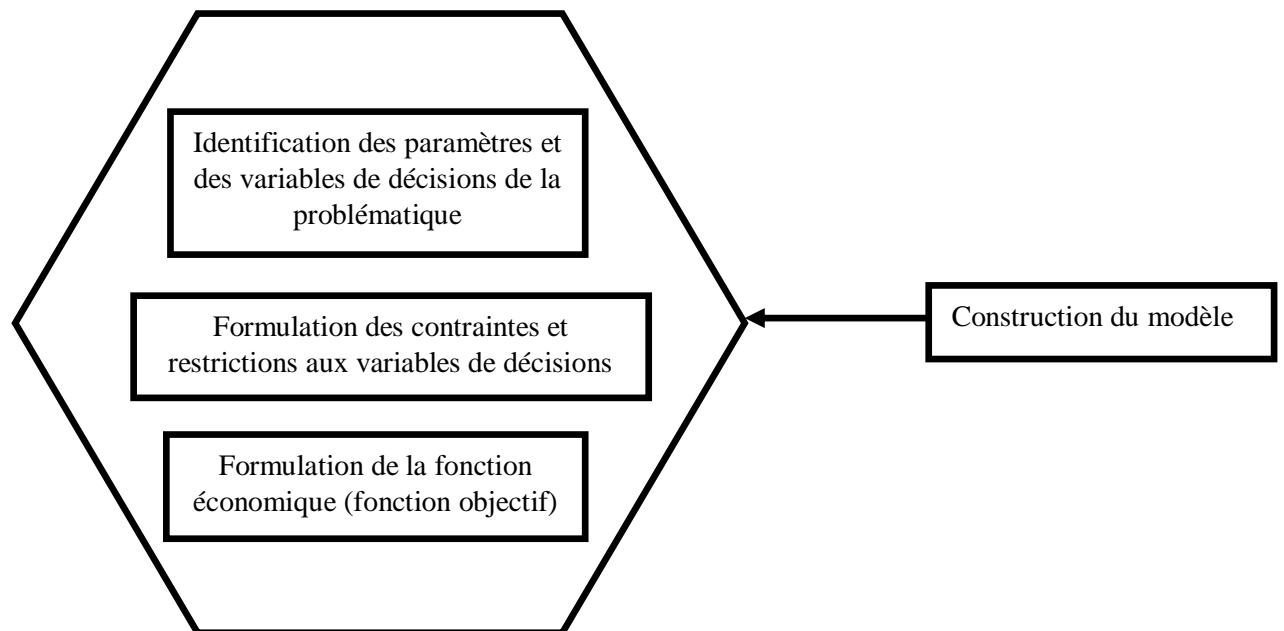 Identification des paramètres et
des variables de décisions de la
problématique
Formulation des contraintes et
restrictions aux variables de décisions
Formulation de la fonction
économique (fonction objectif)
Construction du modèle